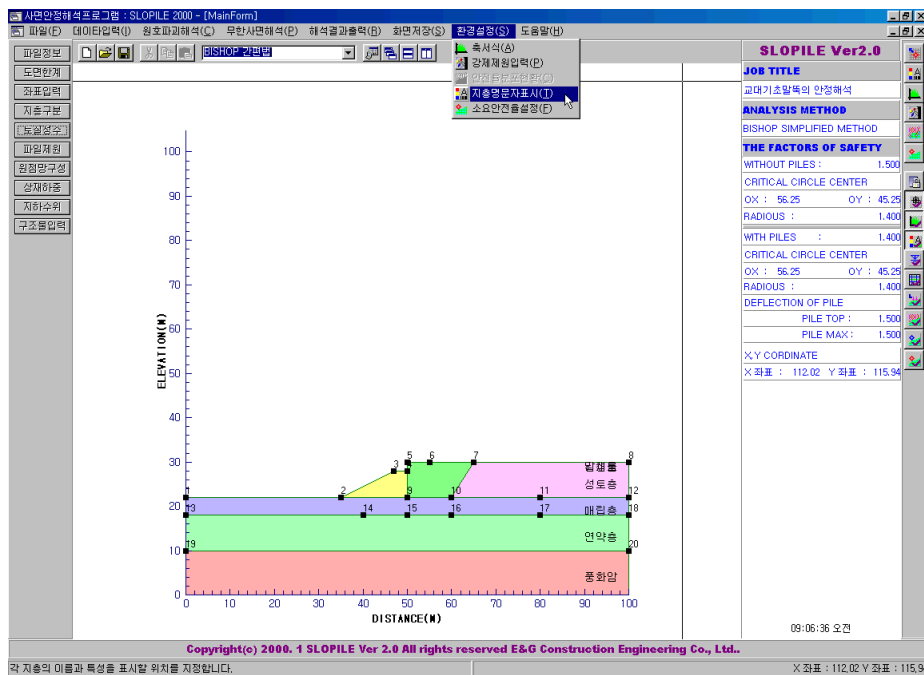 사면안정해석프로그램 : SLOPILE 2000 - [MainForm]
파일(F) 데이타입력(I) 원호파괴해석(C) 무한사면해석(P) 해석결과출력(R) 화면저장(S) 환경설정(S) 도움말(H)
축서식(A)
강제제원입력(P)
지층명문자표시(T)
소요안전율설정(F)
BISHOP 간편법
파일정보
도면한계
좌표입력
지층구분
토질상수
파일제원
원점망구성
상재하중
지하수위
구조물입력
SLOPILE Ver2.0
JOB TITLE
교대기초말뚝의 안정해석
ANALYSIS METHOD
BISHOP SIMPLIFIED METHOD
THE FACTORS OF SAFETY
WITHOUT PILES : 1.500
CRITICAL CIRCLE CENTER
OX : 56.25 OY : 45.25
RADIOUS : 1.400
WITH PILES : 1.400
CRITICAL CIRCLE CENTER
OX : 56.25 OY : 45.25
RADIOUS : 1.400
DEFLECTION OF PILE
PILE TOP : 1.500
PILE MAX : 1.500
X,Y CORDINATE
X 좌표 : 112.02 Y 좌표 : 115.94
09:06:36 오전
ELEVATION(M)
100
90
80
70
60
50
40
30
20
10
0
5 6 7 8
3
성토층
1 2 9 10 11 12
13 14 15 16 17 18
매립층
연약층
19 20
풍화암
0 10 20 30 40 50 60 70 80 90 100
DISTANCE(M)
Copyright(c) 2000. 1 SLOPILE Ver 2.0 All rights reserved E&G Construction Engineering Co., Ltd..
각 지층의 이름과 특성을 표시할 위치를 지정합니다.
X 좌표 : 112,02 Y 좌표 : 115,9